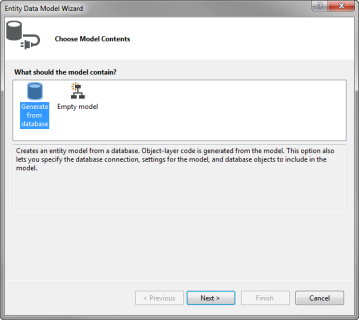 Entity Data Model Wizard
Choose Model Contents
What should the model contain?
Generate
from
database
Empty model
Creates an entity model from a database. Object-layer code is generated from the model. This option also
lets you specify the database connection, settings for the model, and database objects to include in the
model.
< Previous
Next >
Finish
Cancel